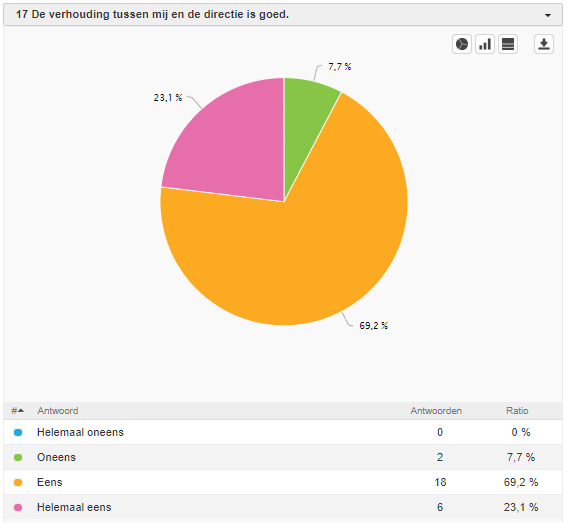 17 De verhouding tussen mij en de directie is goed.
7,7 %
23,1 %
69,2 %
# Antwoord Antwoorden Ratio
Helemaal oneens 0 0 %
Oneens 2 7,7 %
Eens 18 69,2 %
Helemaal eens 6 23,1 %